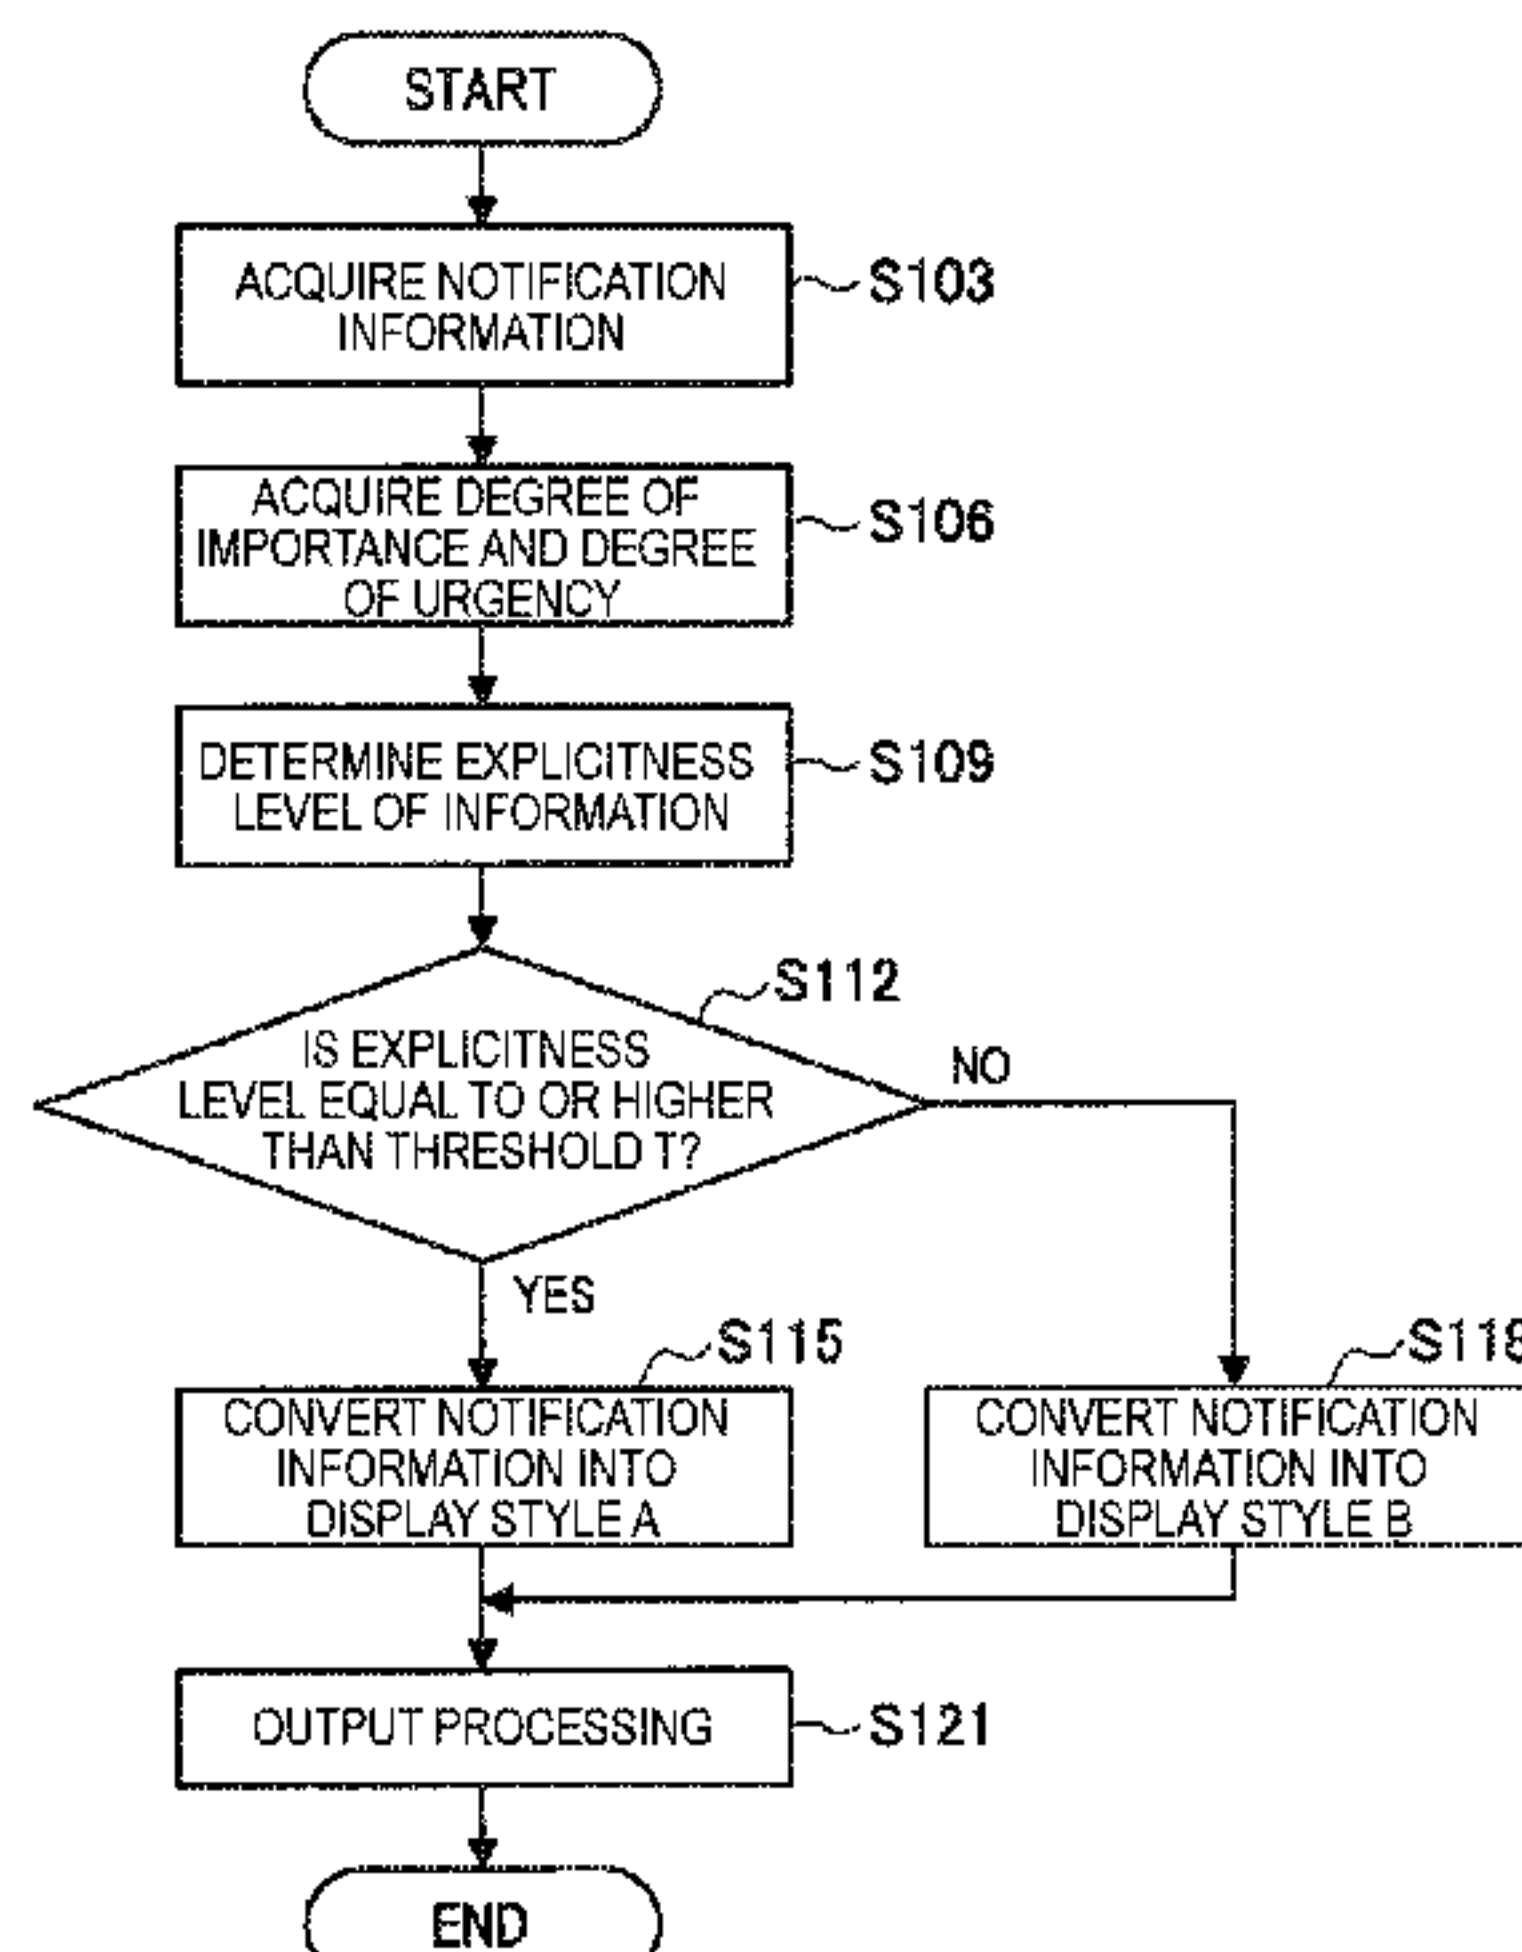 START
ACQUIRE NOTIFICATION
INFORMATION
S103
ACQUIRE DEGREE OF
IMPORTANCE AND DEGREE
OF URGENCY
S106
DETERMINE EXPLICITNESS
LEVEL OF INFORMATION
S109
IS EXPLICITNESS
LEVEL EQUAL TO OR HIGHER
THAN THRESHOLD T?
S112
NO
YES
S115
CONVERT NOTIFICATION
INFORMATION INTO
DISPLAY STYLE A
S118
CONVERT NOTIFICATION
INFORMATION INTO
DISPLAY STYLE B
OUTPUT PROCESSING
S121
END